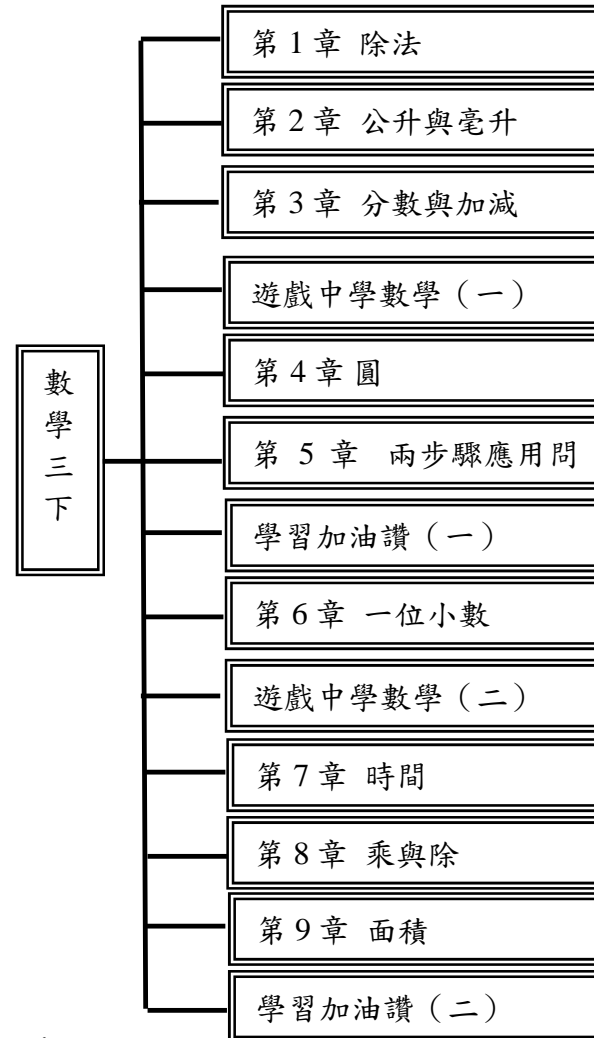 第 1 章 除法
第 2 章 公升與毫升
第 3 章 分數與加減
遊戲中學數學（一）
第 4 章 圓
數學三下
第 5 章 兩步驟應用問
學習加油讚（一）
第 6 章 一位小數
遊戲中學數學（二）
第 7 章 時間
第 8 章 乘與除
第 9 章 面積
學習加油讚（二）